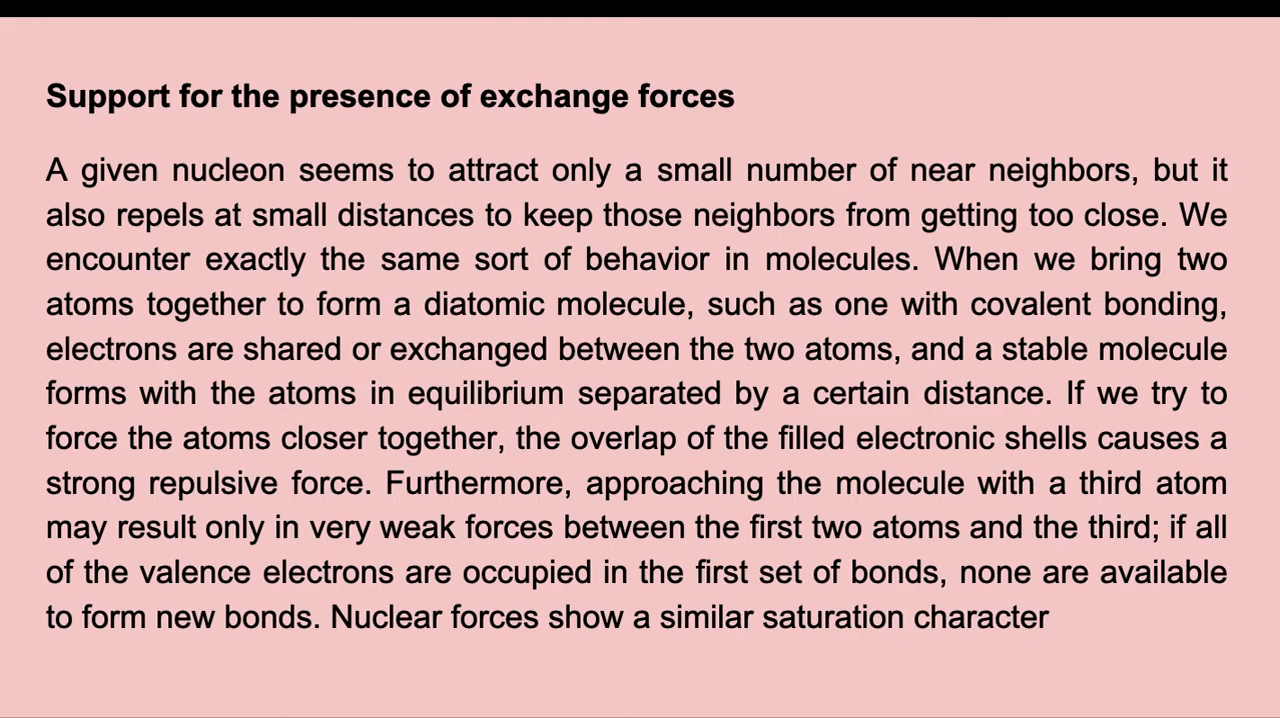 Support for the presence of exchange forces
A given nucleon seems to attract only a small number of near neighbors, but it
also repels at small distances to keep those neighbors from getting too close. We
encounter exactly the same sort of behavior in molecules. When we bring two
atoms together to form a diatomic molecule, such as one with covalent bonding,
electrons are shared or exchanged between the two atoms, and a stable molecule
forms with the atoms in equilibrium separated by a certain distance. If we try to
force the atoms closer together, the overlap of the filled electronic shells causes a
strong repulsive force. Furthermore, approaching the molecule with a third atom
may result only in very weak forces between the first two atoms and the third; if all
of the valence electrons are occupied in the first set of bonds, none are available
to form new bonds. Nuclear forces show a similar saturation character